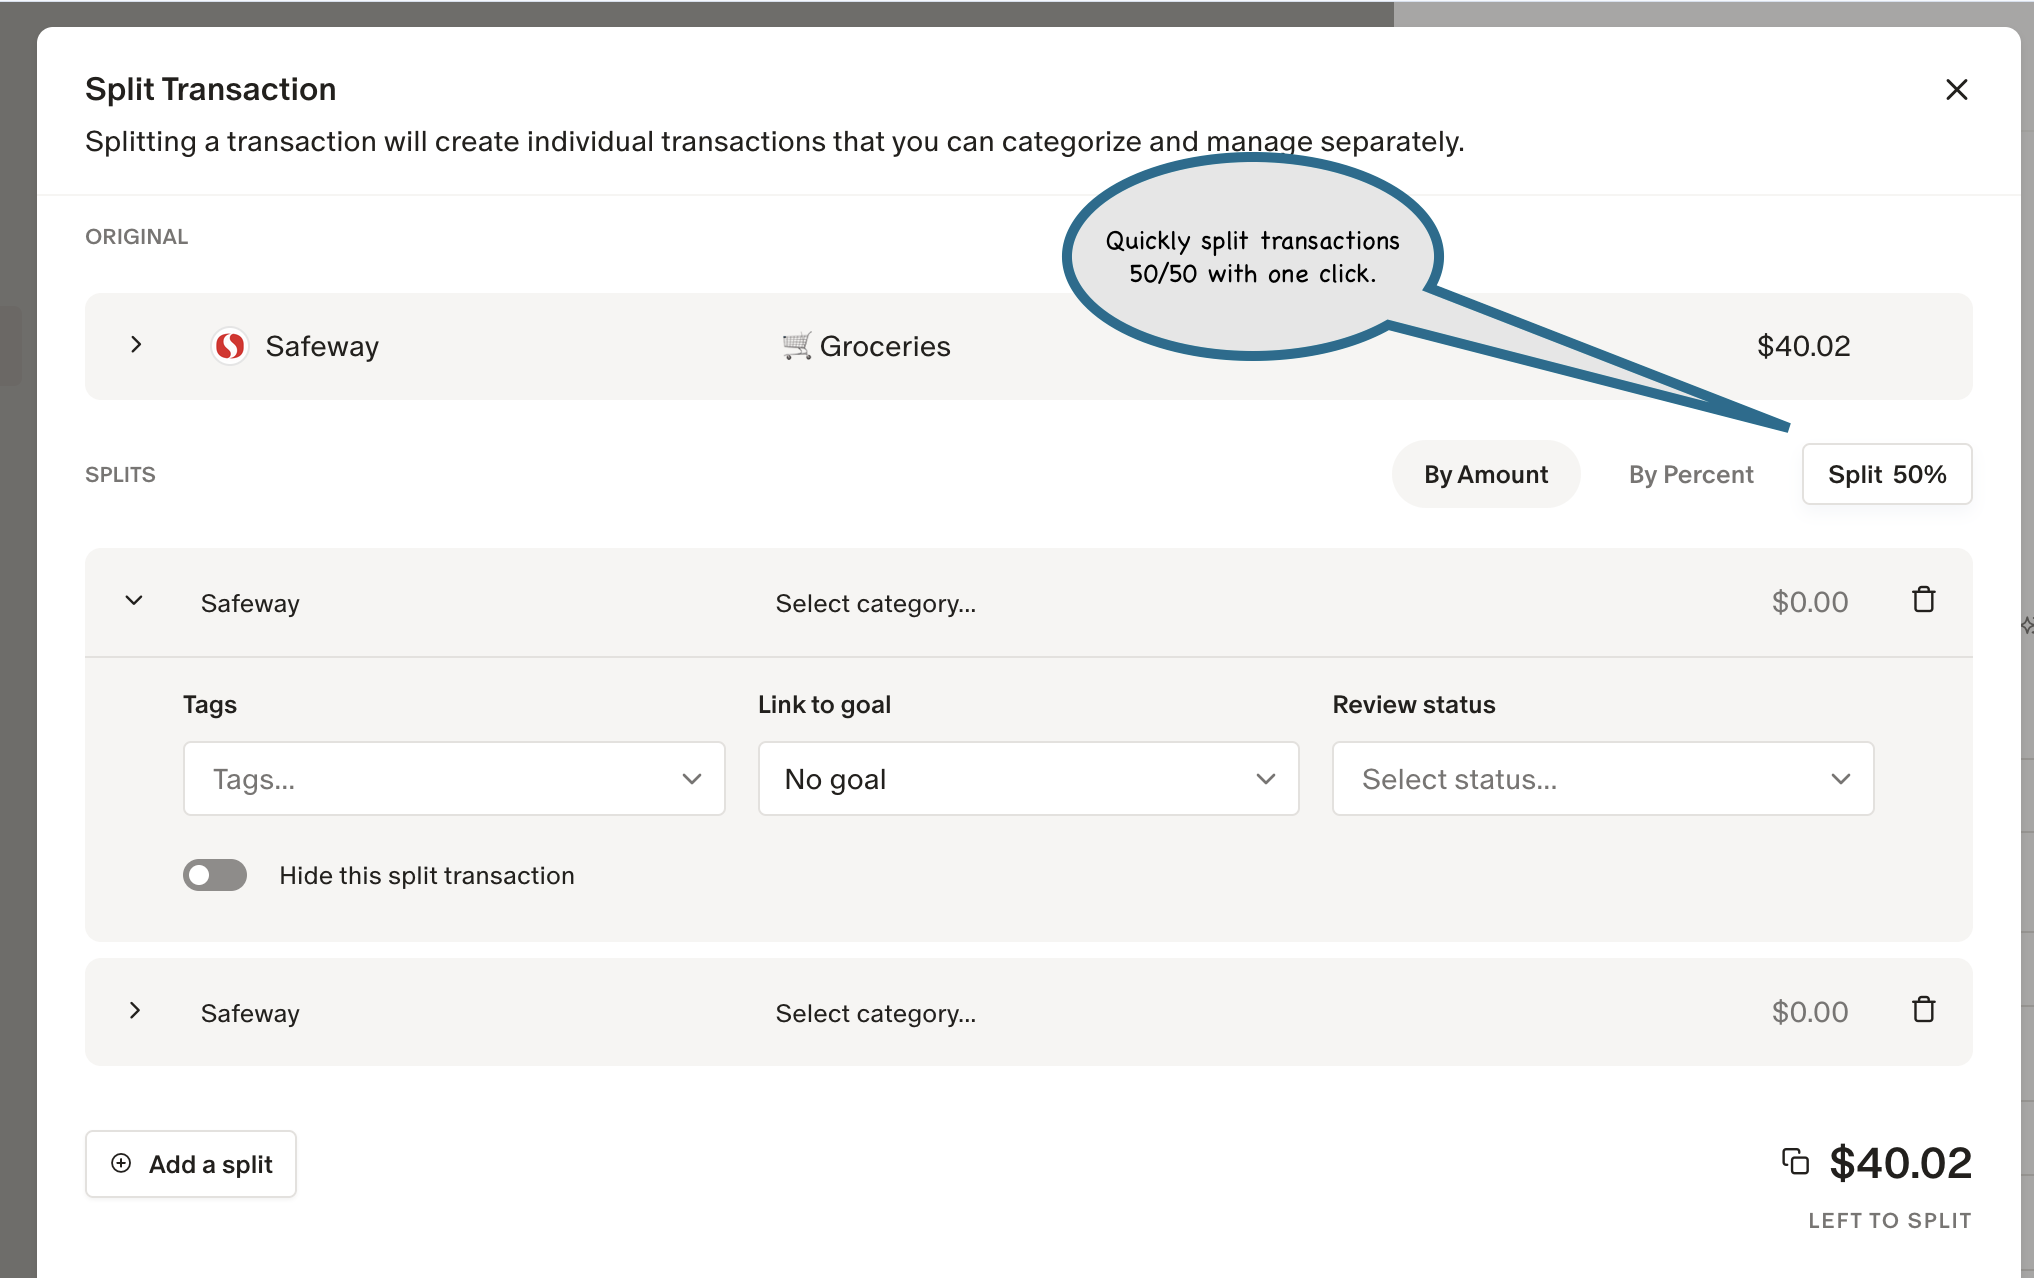 Split Transaction
Splitting a transaction will create individual transactions that you can categorize and manage separately.
Quickly split transactions
50/50 with one click.
ORIGINAL
Safeway Groceries $40.02
SPLITS By Amount By Percent Split 50%
Safeway Select category... $0.00
Tags Link to goal Review status
Tags... No goal Select status...
Hide this split transaction
Safeway Select category... $0.00
Add a split $40.02
LEFT TO SPLIT